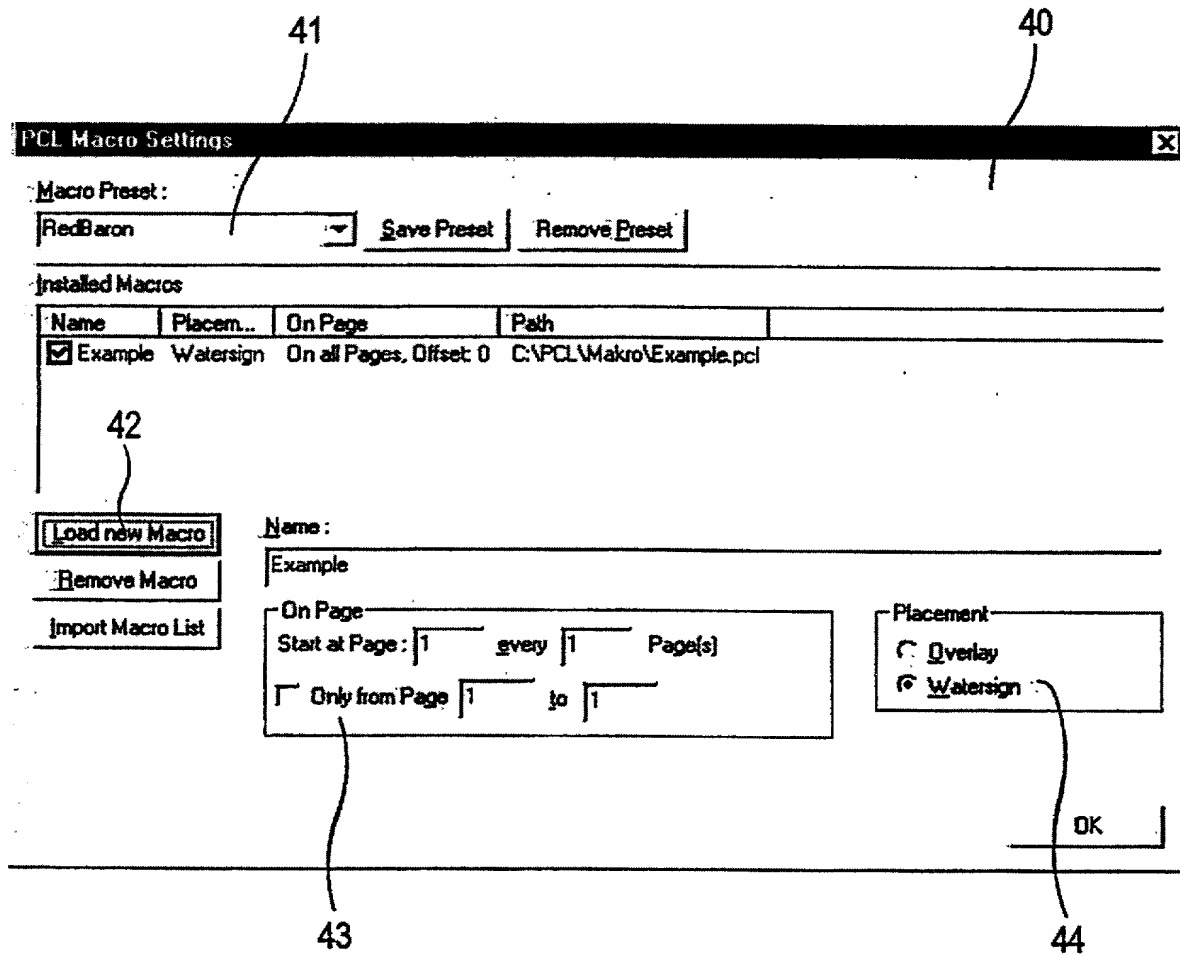 41
40
PCL Macro Settings
Macro Preset :
RedBaron
Save Preset
Remove Preset
Installed Macros
Name Placem... On Page Path
Example Watersign On all Pages, Offset: 0 C:\PCL\Makro\Example.pcl
42
Load new Macro
Remove Macro
Import Macro List
Name :
Example
On Page
Start at Page : 1 every 1 Page(s)
Only from Page 1 to 1
Placement
Overlay
Watersign
OK
43
44